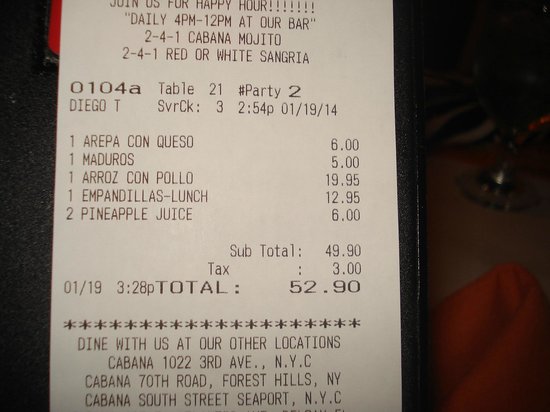 JOIN US FOR HAPPY HOUR!!!!!!!
"DAILY 4PM-12PM AT OUR BAR"
2-4-1 CABANA MOJITO
2-4-1 RED OR WHITE SANGRIA
0104a Table 21 #Party 2
DIEGO T SvrCk: 3 2:54p 01/19/14
1 AREPA CON QUESO 6.00
1 MADUROS 5.00
1 ARROZ CON POLLO 19.95
1 EMPANDILLAS-LUNCH 12.95
2 PINEAPPLE JUICE 6.00
Sub Total: 49.90
Tax : 3.00
01/19 3:28p TOTAL: 52.90
********************
DINE WITH US AT OUR OTHER LOCATIONS
CABANA 1022 3RD AVE., N.Y.C
CABANA 70TH ROAD, FOREST HILLS, NY
CABANA SOUTH STREET SEAPORT, N.Y.C